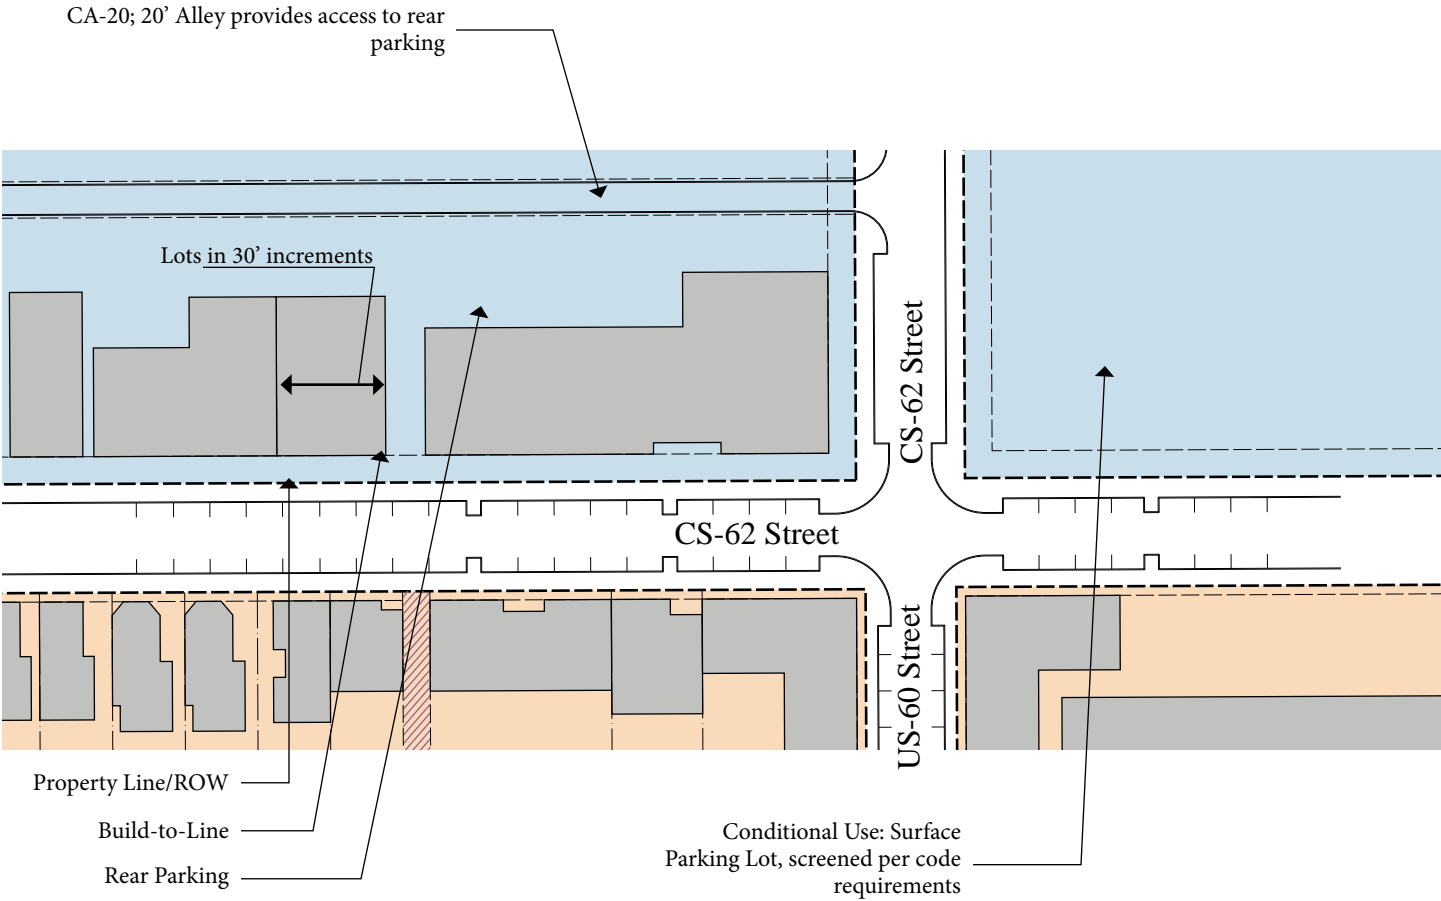 CA-20; 20’ Alley provides access to rear
parking
Lots in 30’ increments
CS-62 Street
CS-62 Street
US-60 Street
Property Line/ROW
Build-to-Line
Rear Parking
Conditional Use: Surface
Parking Lot, screened per code
requirements